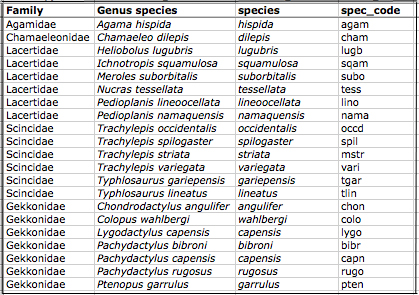 Family Genus species species spec_code
Agamidae Agama hispida hispida agam
Chamaeleonidae Chamaeleo dilepis dilepis cham
Lacertidae Heliobolus lugubris lugubris lugb
Lacertidae Ichnotropis squamulosa squamulosa sqam
Lacertidae Meroles suborbitalis suborbitalis subo
Lacertidae Nucras tessellata tessellata tess
Lacertidae Pedioplanis lineoocellata lineoocellata lino
Lacertidae Pedioplanis namaquensis namaquensis nama
Scincidae Trachylepis occidentalis occidentalis occd
Scincidae Trachylepis spilogaster spilogaster spil
Scincidae Trachylepis striata striata mstr
Scincidae Trachylepis variegata variegata vari
Scincidae Typhlosaurus gariepensis gariepensis tgar
Scincidae Typhlosaurus lineatus lineatus tlin
Gekkonidae Chondrodactylus angulifer angulifer chon
Gekkonidae Colopus wahlbergi wahlbergi colo
Gekkonidae Lygodactylus capensis capensis lygo
Gekkonidae Pachydactylus bibroni bibroni bibr
Gekkonidae Pachydactylus capensis capensis capn
Gekkonidae Pachydactylus rugosus rugosus rugo
Gekkonidae Ptenopus garrulus garrulus pten